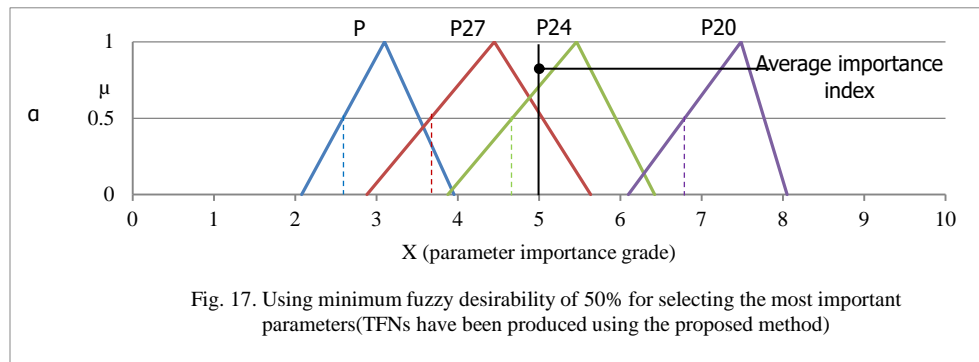 P P27 P24 P20
1
Average importance
index
μ
α 0.5
0
0 1 2 3 4 5 6 7 8 9 10
X (parameter importance grade)
Fig. 17. Using minimum fuzzy desirability of 50% for selecting the most important
parameters(TFNs have been produced using the proposed method)